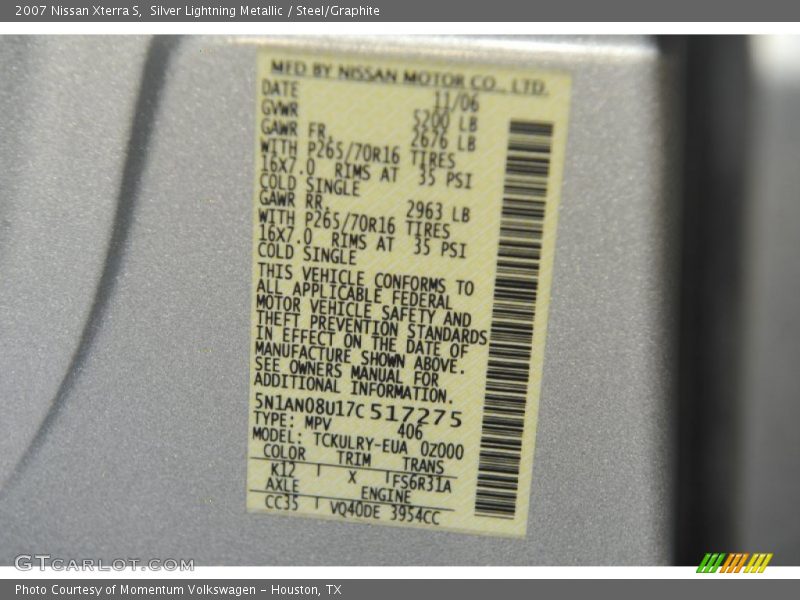 2007 Nissan Xterra S, Silver Lightning Metallic / Steel/Graphite
MFD BY NISSAN MOTOR CO., LTD.
DATE 11/06
GVWR 5200 LB
GAWR FR. 2676 LB
WITH P265/70R16 TIRES
16X7.0 RIMS AT 35 PSI
COLD SINGLE
GAWR RR. 2963 LB
WITH P265/70R16 TIRES
16X7.0 RIMS AT 35 PSI
COLD SINGLE
THIS VEHICLE CONFORMS TO
ALL APPLICABLE FEDERAL
MOTOR VEHICLE SAFETY AND
THEFT PREVENTION STANDARDS
IN EFFECT ON THE DATE OF
MANUFACTURE SHOWN ABOVE.
SEE OWNERS MANUAL FOR
ADDITIONAL INFORMATION.
5N1AN08U17C517275
TYPE: MPV 406
MODEL: TCKULRY-EUA 0Z000
COLOR TRIM TRANS
K12 X FS6R31A
AXLE ENGINE
CC35 VQ40DE 3954CC
GTCARLOT.COM
Photo Courtesy of Momentum Volkswagen - Houston, TX